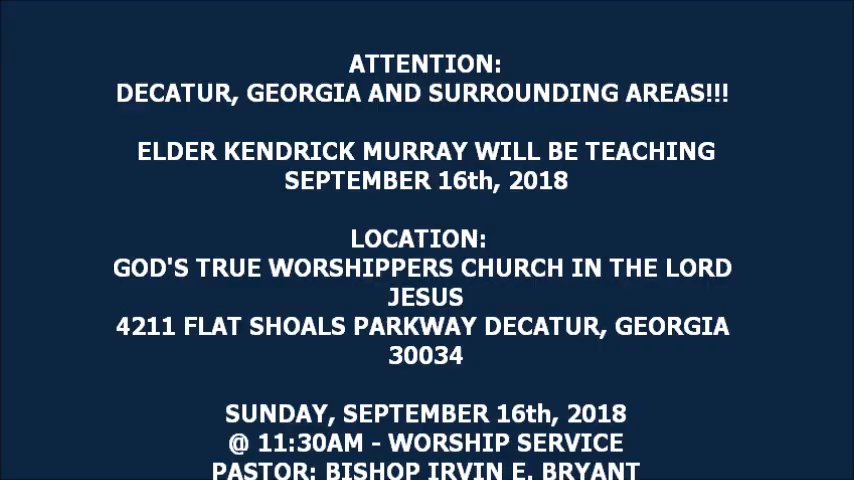 ATTENTION:
DECATUR, GEORGIA AND SURROUNDING AREAS!!!
ELDER KENDRICK MURRAY WILL BE TEACHING
SEPTEMBER 16th, 2018
LOCATION:
GOD'S TRUE WORSHIPPERS CHURCH IN THE LORD
JESUS
4211 FLAT SHOALS PARKWAY DECATUR, GEORGIA
30034
SUNDAY, SEPTEMBER 16th, 2018
@ 11:30AM - WORSHIP SERVICE
PASTOR: BISHOP IRVIN E. BRYANT